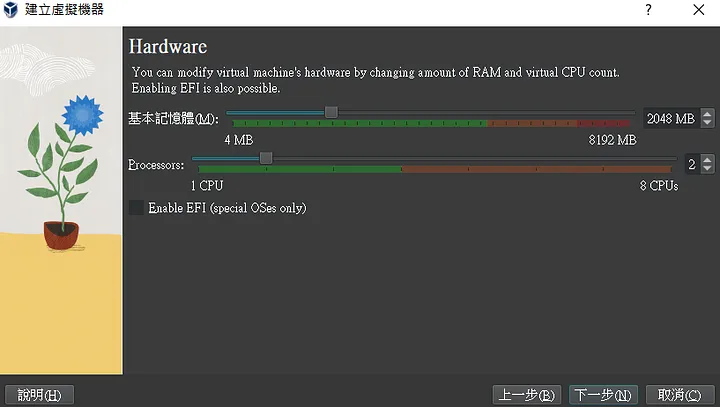 建立虛擬機器
Hardware
You can modify virtual machine's hardware by changing amount of RAM and virtual CPU count.
Enabling EFI is also possible.
基本記憶體(M):
2048 MB
4 MB
8192 MB
Processors:
2
1 CPU
8 CPUs
Enable EFI (special OSes only)
說明(H)
上一步(B)
下一步(N)
取消(C)